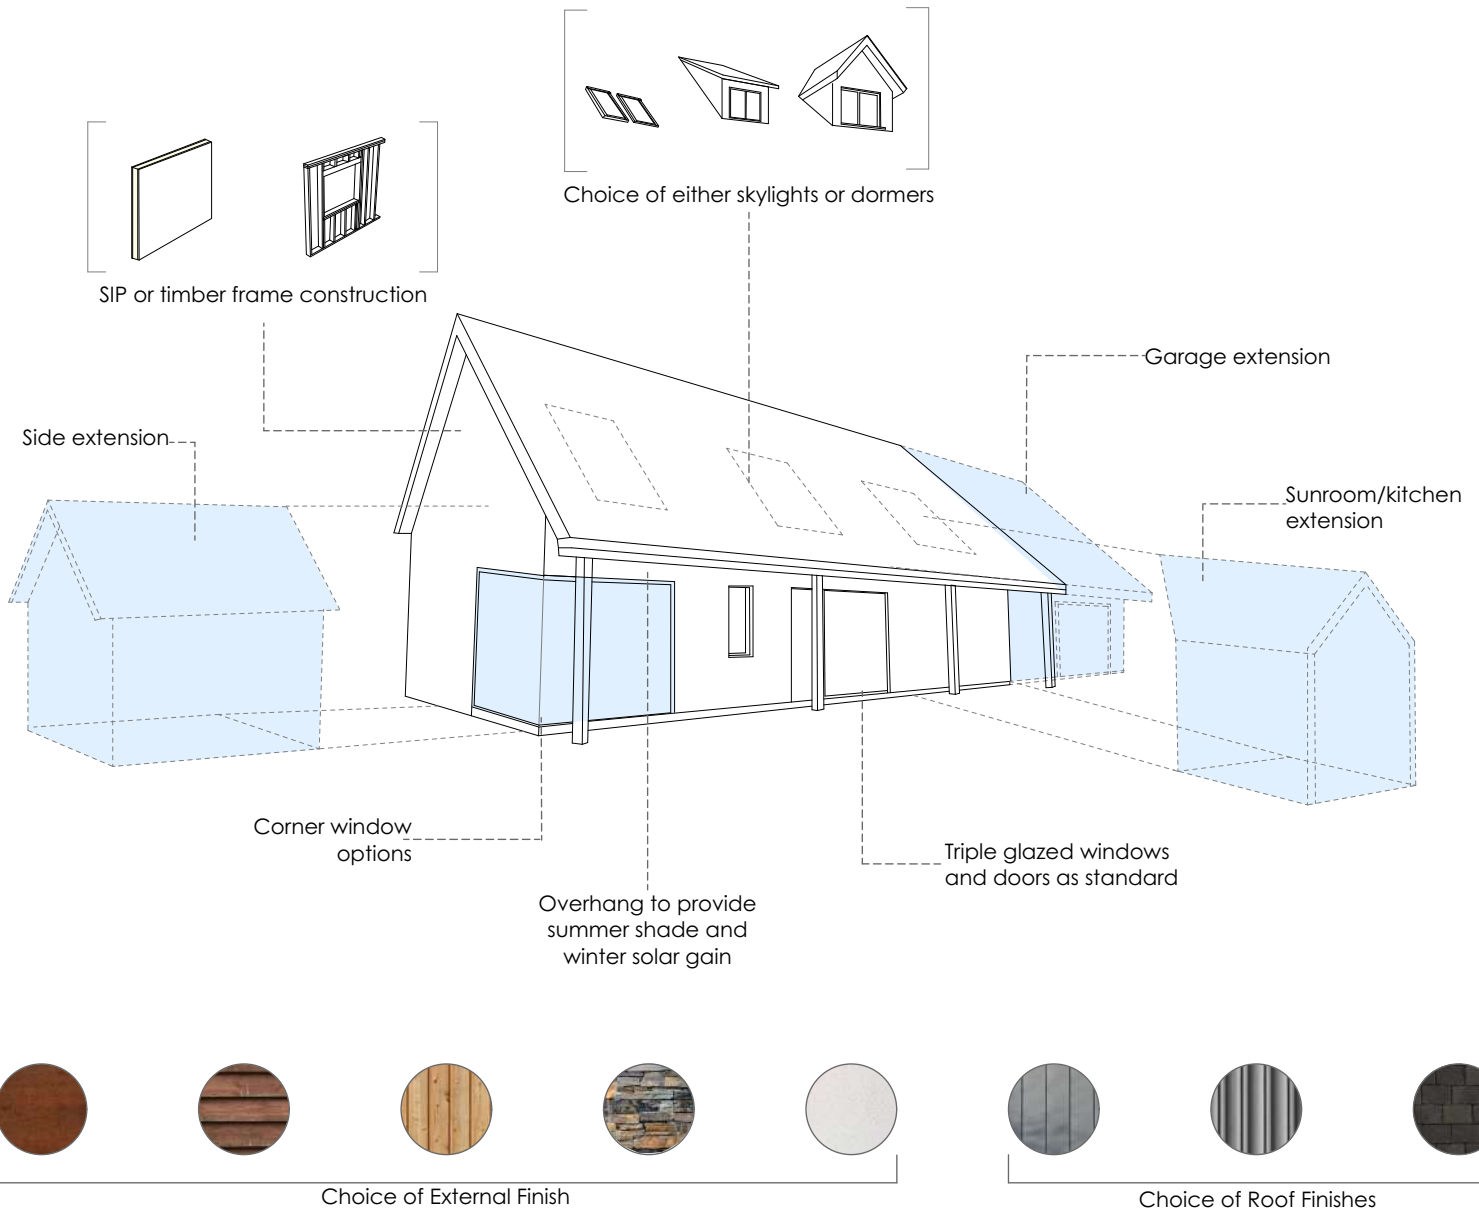 Choice of either skylights or dormers
SIP or timber frame construction
Garage extension
Side extension
Sunroom/kitchen
extension
Corner window
options
Triple glazed windows
and doors as standard
Overhang to provide
summer shade and
winter solar gain
Choice of External Finish
Choice of Roof Finishes